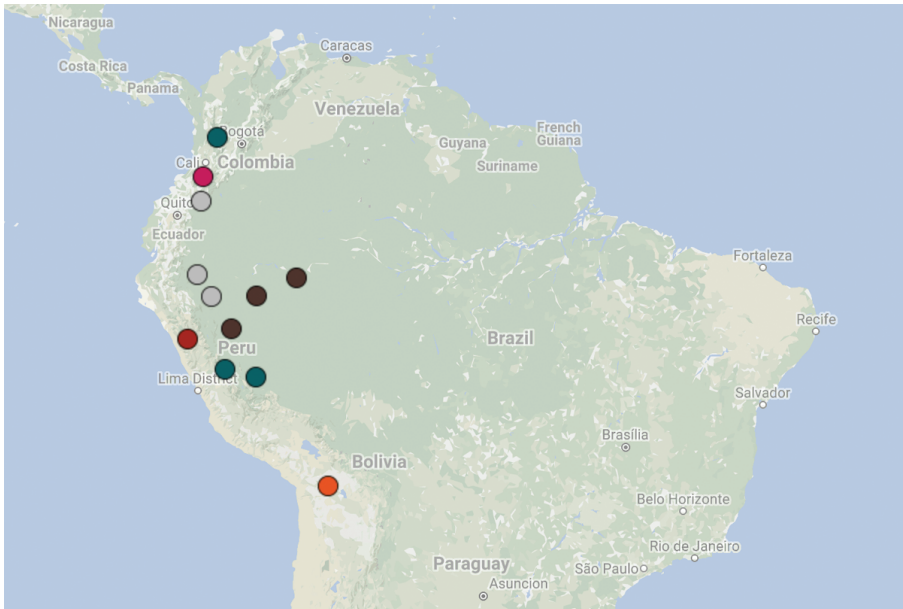 Nicaragua
Caracas
Costa Rica
Panama
Venezuela
Bogotá
Guyana
French
Guiana
Cali
Colombia
Suriname
Quito
Ecuador
Fortaleza
Recife
Brazil
Peru
Lima District
Salvador
Brasília
Bolivia
Belo Horizonte
Rio de Janeiro
Paraguay
São Paulo
Asuncion